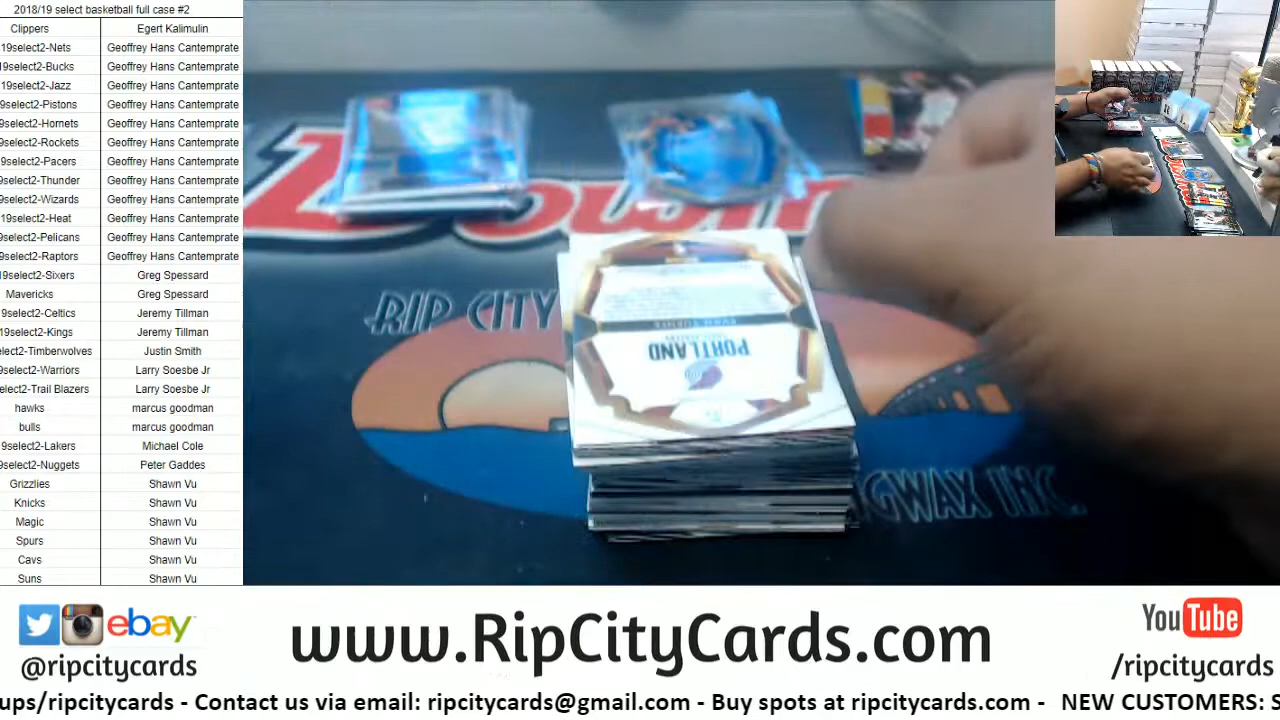 2018/19 select basketball full case #2
Clippers Egert Kalimulin
19select2-Nets Geoffrey Hans Cantemprate
19select2-Bucks Geoffrey Hans Cantemprate
19select2-Jazz Geoffrey Hans Cantemprate
9select2-Pistons Geoffrey Hans Cantemprate
9select2-Hornets Geoffrey Hans Cantemprate
9select2-Rockets Geoffrey Hans Cantemprate
9select2-Pacers Geoffrey Hans Cantemprate
9select2-Thunder Geoffrey Hans Cantemprate
9select2-Wizards Geoffrey Hans Cantemprate
19select2-Heat Geoffrey Hans Cantemprate
9select2-Pelicans Geoffrey Hans Cantemprate
9select2-Raptors Geoffrey Hans Cantemprate
9select2-Sixers Greg Spessard
Mavericks Greg Spessard
9select2-Celtics Jeremy Tillman
19select2-Kings Jeremy Tillman
elect2-Timberwolves Justin Smith
9select2-Warriors Larry Soesbe Jr
elect2-Trail Blazers Larry Soesbe Jr
hawks marcus goodman
bulls marcus goodman
9select2-Lakers Michael Cole
9select2-Nuggets Peter Gaddes
Grizzlies Shawn Vu
Knicks Shawn Vu
Magic Shawn Vu
Spurs Shawn Vu
Cavs Shawn Vu
Suns Shawn Vu
RIP CITY
EVAN TURNER
PORTLAND
GWAX INC.
ebay
@ripcitycards
www.RipCityCards.com
YouTube
/ripcitycards
ups/ripcitycards - Contact us via email: ripcitycards@gmail.com - Buy spots at ripcitycards.com - NEW CUSTOMERS: S